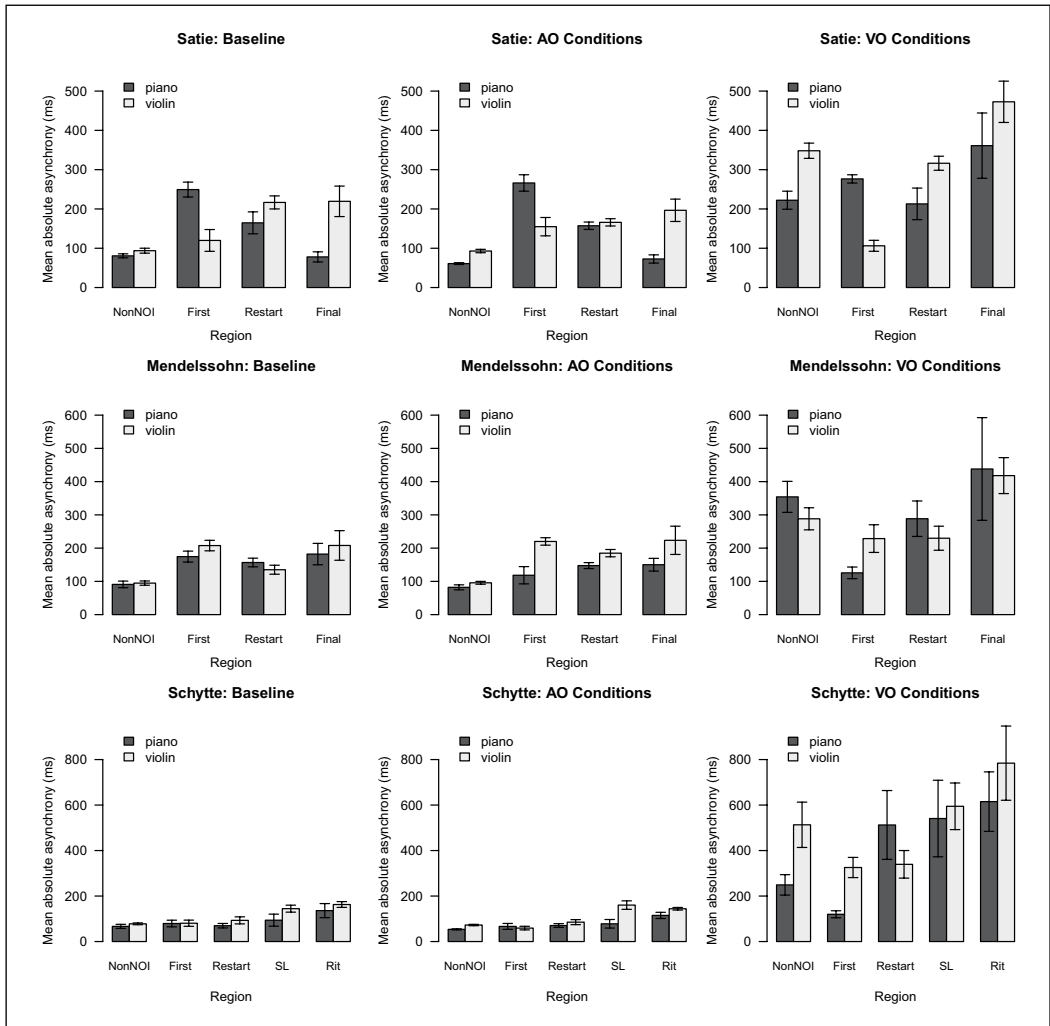 Satie: Baseline
Mean absolute asynchrony (ms)
piano
violin
500
400
300
200
100
0
NonNOI First Restart Final
Region
Satie: AO Conditions
Mean absolute asynchrony (ms)
piano
violin
500
400
300
200
100
0
NonNOI First Restart Final
Region
Satie: VO Conditions
Mean absolute asynchrony (ms)
piano
violin
500
400
300
200
100
0
NonNOI First Restart Final
Region
Mendelssohn: Baseline
Mean absolute asynchrony (ms)
piano
violin
600
500
400
300
200
100
0
NonNOI First Restart Final
Region
Mendelssohn: AO Conditions
Mean absolute asynchrony (ms)
piano
violin
600
500
400
300
200
100
0
NonNOI First Restart Final
Region
Mendelssohn: VO Conditions
Mean absolute asynchrony (ms)
piano
violin
600
500
400
300
200
100
0
NonNOI First Restart Final
Region
Schytte: Baseline
Mean absolute asynchrony (ms)
piano
violin
800
600
400
200
0
NonNOI First Restart SL Rit
Region
Schytte: AO Conditions
Mean absolute asynchrony (ms)
piano
violin
800
600
400
200
0
NonNOI First Restart SL Rit
Region
Schytte: VO Conditions
Mean absolute asynchrony (ms)
piano
violin
800
600
400
200
0
NonNOI First Restart SL Rit
Region